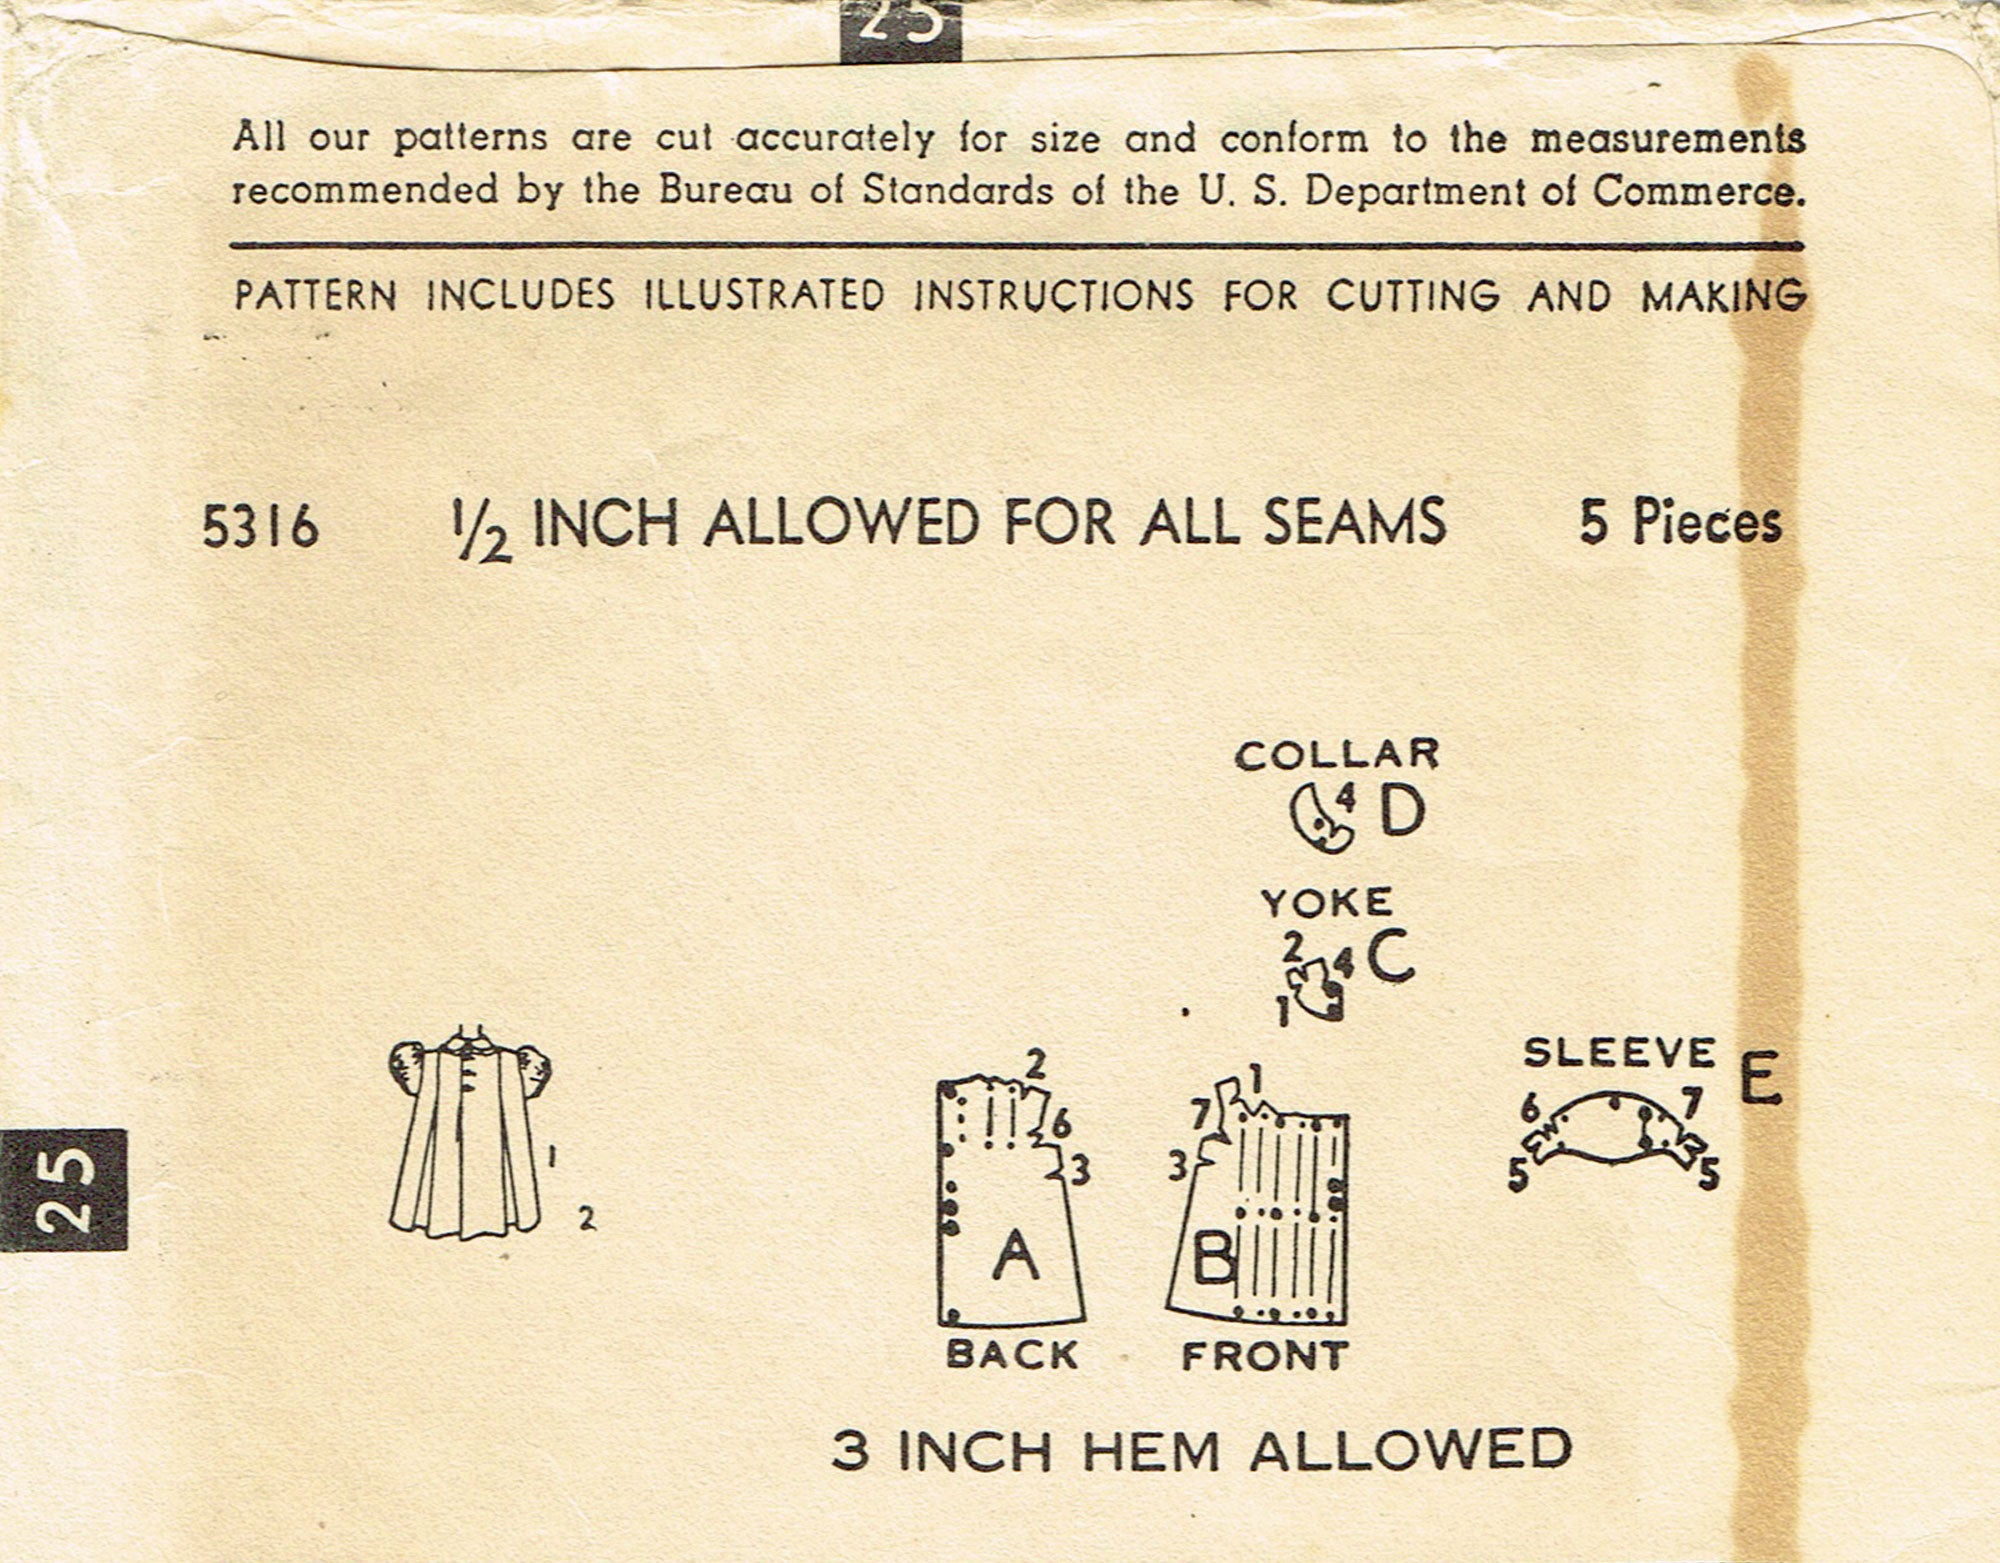 25
All our patterns are cut accurately for size and conform to the measurements
recommended by the Bureau of Standards of the U. S. Department of Commerce.
PATTERN INCLUDES ILLUSTRATED INSTRUCTIONS FOR CUTTING AND MAKING
5316 1/2 INCH ALLOWED FOR ALL SEAMS 5 Pieces
COLLAR
4 D
YOKE
2 4 C
1
SLEEVE E
6 7
5 5
1
2
25
2
6
3
A
BACK
1
7
3
B
FRONT
3 INCH HEM ALLOWED